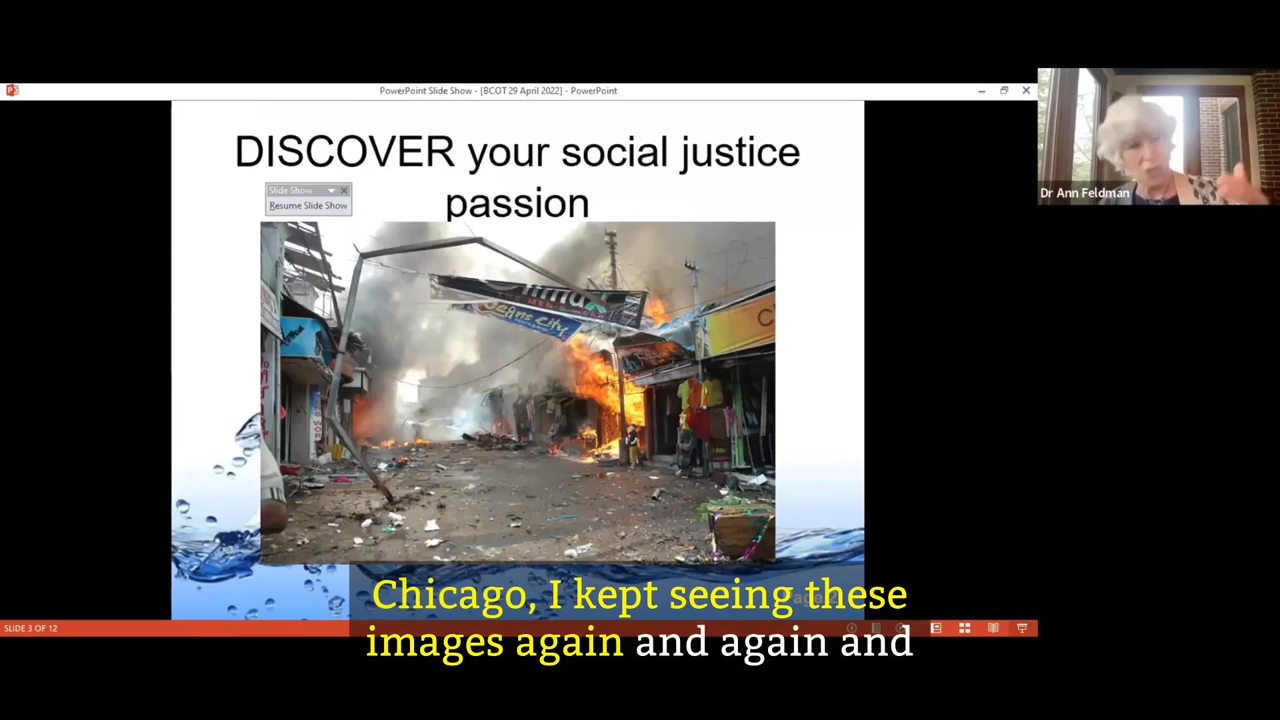 PowerPoint Slide Show - [BCOT 29 April 2022] - PowerPoint
DISCOVER your social justice
passion
Slide Show
Resume Slide Show
Dr Ann Feldman
Chicago, I kept seeing these
images again and again and
SLIDE 3 OF 12